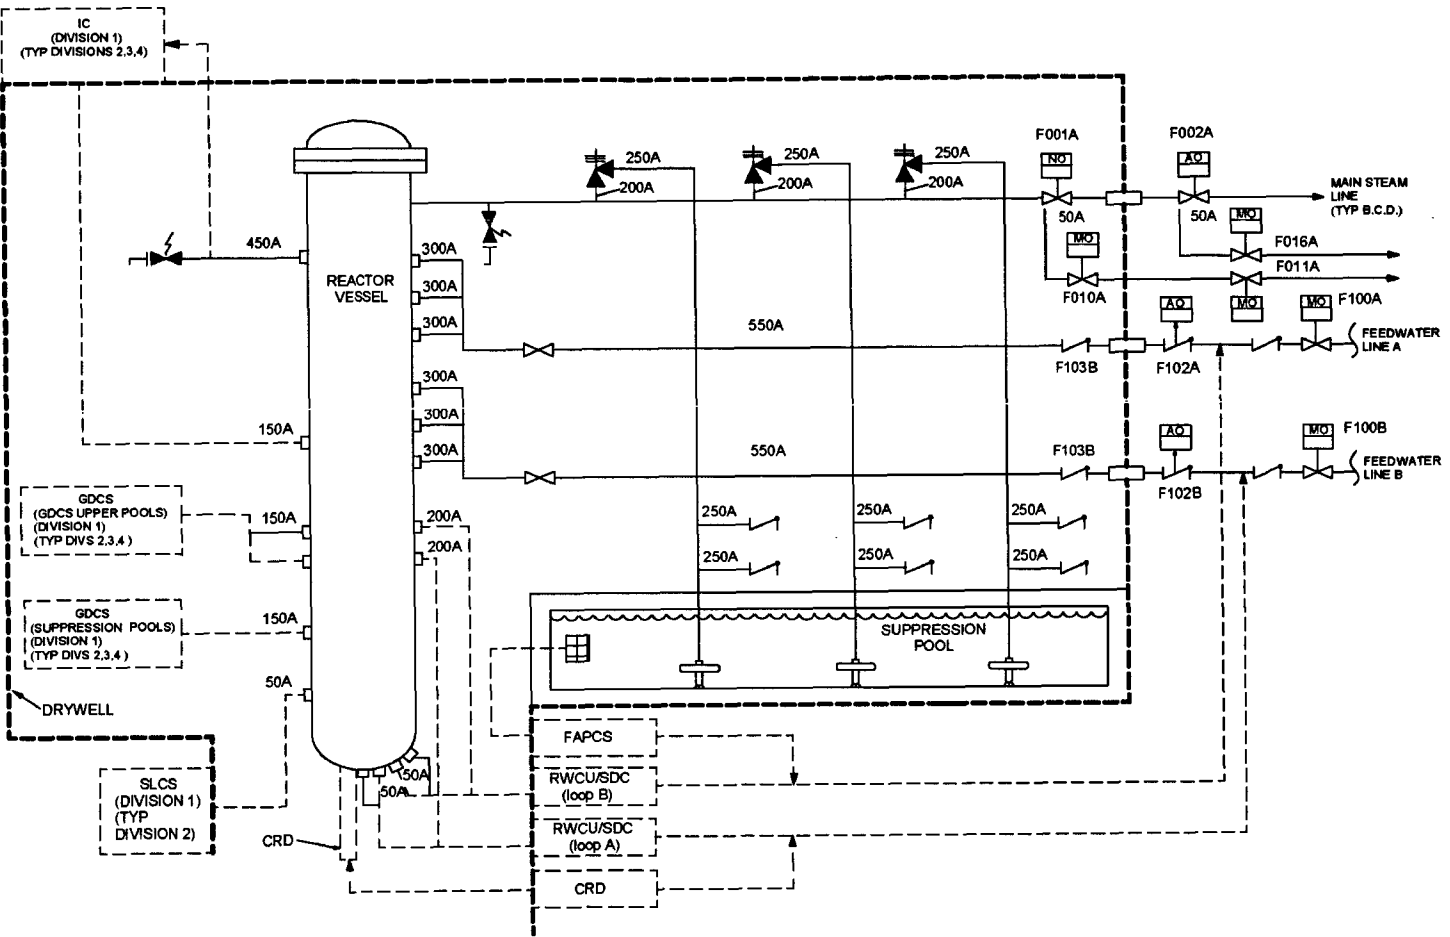 IC
(DIVISION 1)
(TYP DIVISIONS 2,3,4)
F001A
F002A
NO
AO
250A
250A
250A
200A
200A
200A
MAIN STEAM
LINE
(TYP B.C.D.)
50A
50A
MO
MO
F016A
F011A
F010A
MO
450A
REACTOR
VESSEL
300A
300A
300A
550A
AO
MO
F100A
FEEDWATER
LINE A
F103B
F102A
300A
300A
300A
550A
F103B
AO
MO
F100B
FEEDWATER
LINE B
F102B
150A
GDCS
(GDCS UPPER POOLS)
(DIVISION 1)
(TYP DIVS 2,3,4 )
150A
200A
200A
250A
250A
250A
250A
250A
250A
GDCS
(SUPPRESSION POOLS)
(DIVISION 1)
(TYP DIVS 2,3,4 )
150A
SUPPRESSION
POOL
50A
DRYWELL
SLCS
(DIVISION 1)
(TYP
DIVISION 2)
CRD
50A
50A
FAPCS
RWCU/SDC
(loop B)
RWCU/SDC
(loop A)
CRD